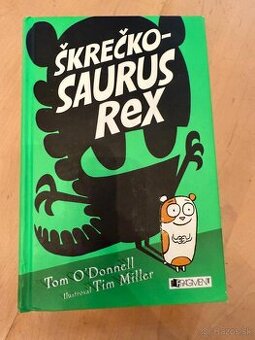 ŠKREČKO-
SAURUS
REX
Tom O'Donnell
Ilustroval Tim Miller
FRAGMENT